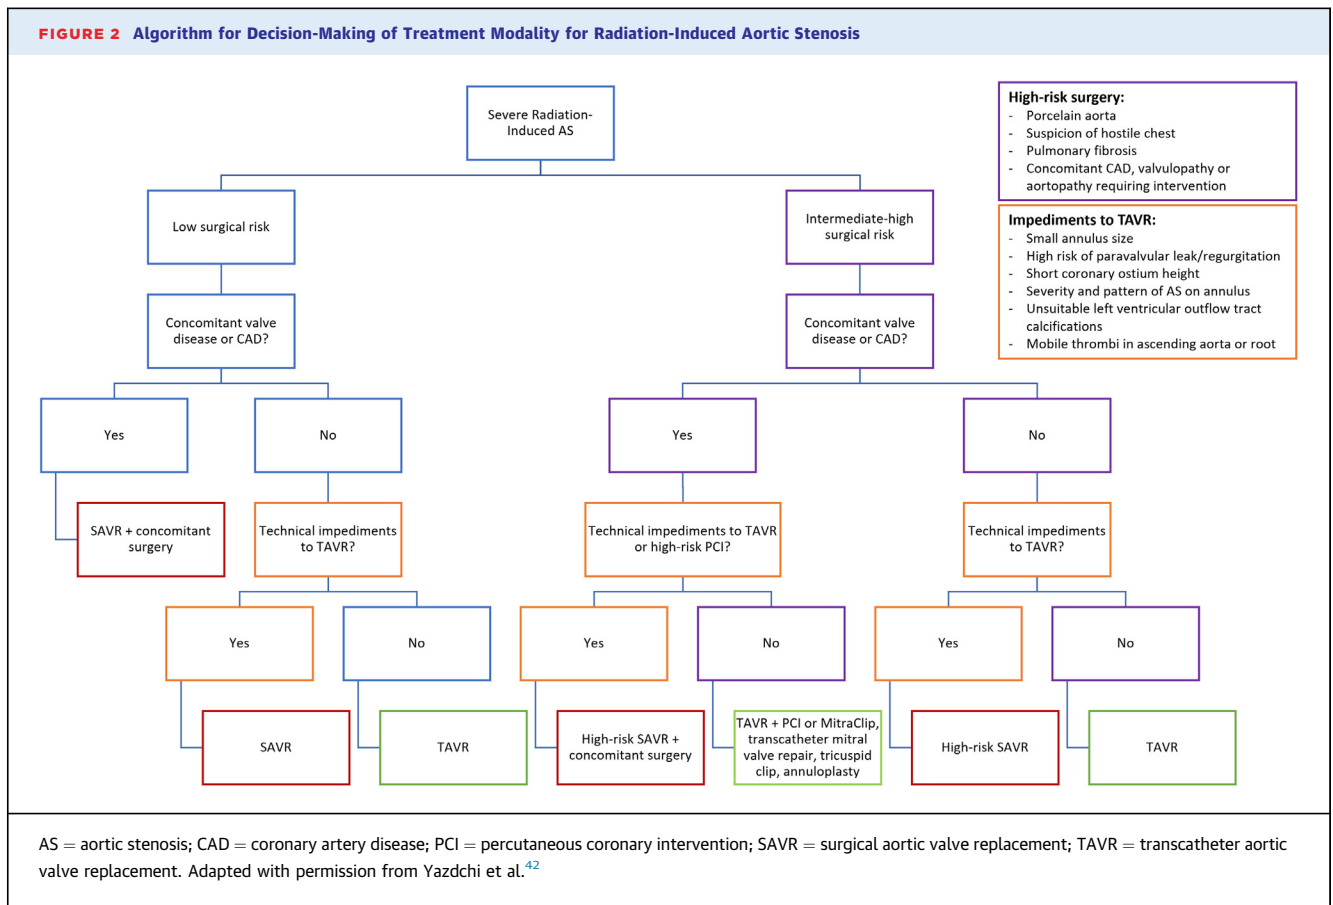 FIGURE 2 Algorithm for Decision-Making of Treatment Modality for Radiation-Induced Aortic Stenosis
Severe Radiation-
Induced AS
High-risk surgery:
- Porcelain aorta
- Suspicion of hostile chest
- Pulmonary fibrosis
- Concomitant CAD, valvulopathy or
aortopathy requiring intervention
Impediments to TAVR:
- Small annulus size
- High risk of paravalvular leak/regurgitation
- Short coronary ostium height
- Severity and pattern of AS on annulus
- Unsuitable left ventricular outflow tract
calcifications
- Mobile thrombi in ascending aorta or root
Low surgical risk
Intermediate-high
surgical risk
Concomitant valve
disease or CAD?
Concomitant valve
disease or CAD?
Yes
No
Yes
No
SAVR + concomitant
surgery
Technical impediments
to TAVR?
Technical impediments to TAVR
or high-risk PCI?
Technical impediments
to TAVR?
Yes
No
Yes
No
Yes
No
SAVR
TAVR
High-risk SAVR +
concomitant surgery
TAVR + PCI or MitraClip,
transcatheter mitral
valve repair, tricuspid
clip, annuloplasty
High-risk SAVR
TAVR
AS = aortic stenosis; CAD = coronary artery disease; PCI = percutaneous coronary intervention; SAVR = surgical aortic valve replacement; TAVR = transcatheter aortic
valve replacement. Adapted with permission from Yazdchi et al.42